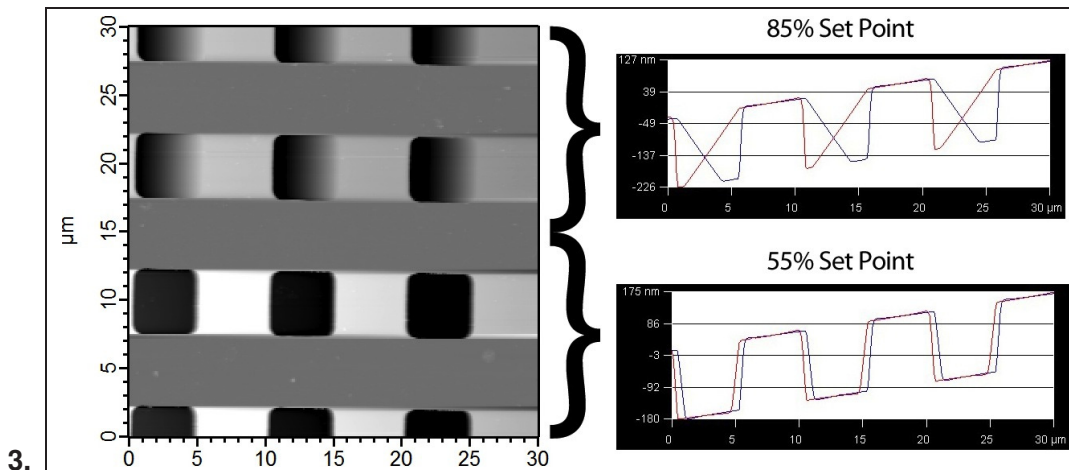 30
25
20
15
10
5
0
µm
0 5 10 15 20 25 30
85% Set Point
127 nm
39
-49
-137
-226
0 5 10 15 20 25 30 µm
55% Set Point
175 nm
86
-3
-92
-180
0 5 10 15 20 25 30 µm
3.